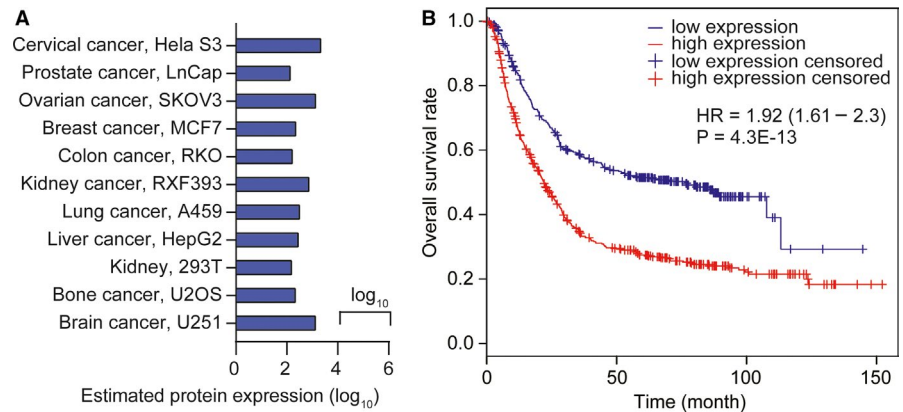 A
Cervical cancer, Hela S3
Prostate cancer, LnCap
Ovarian cancer, SKOV3
Breast cancer, MCF7
Colon cancer, RKO
Kidney cancer, RXF393
Lung cancer, A459
Liver cancer, HepG2
Kidney, 293T
Bone cancer, U2OS
Brain cancer, U251
log10
0 2 4 6
Estimated protein expression (log10)
B
low expression
high expression
low expression censored
high expression censored
HR = 1.92 (1.61 – 2.3)
P = 4.3E-13
Overall survival rate
1.0
0.8
0.6
0.4
0.2
0.0
0 50 100 150
Time (month)